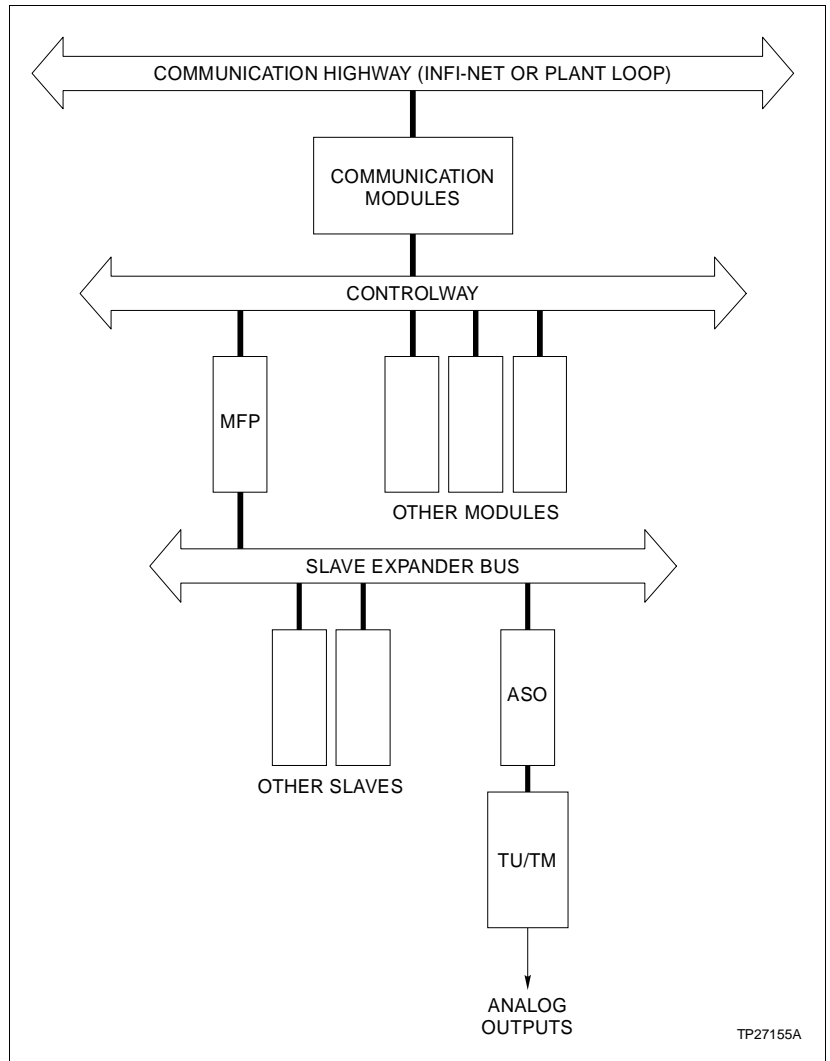 COMMUNICATION HIGHWAY (INFI-NET OR PLANT LOOP)
COMMUNICATION
MODULES
CONTROLWAY
MFP
OTHER MODULES
SLAVE EXPANDER BUS
ASO
OTHER SLAVES
TU/TM
ANALOG
OUTPUTS
TP27155A